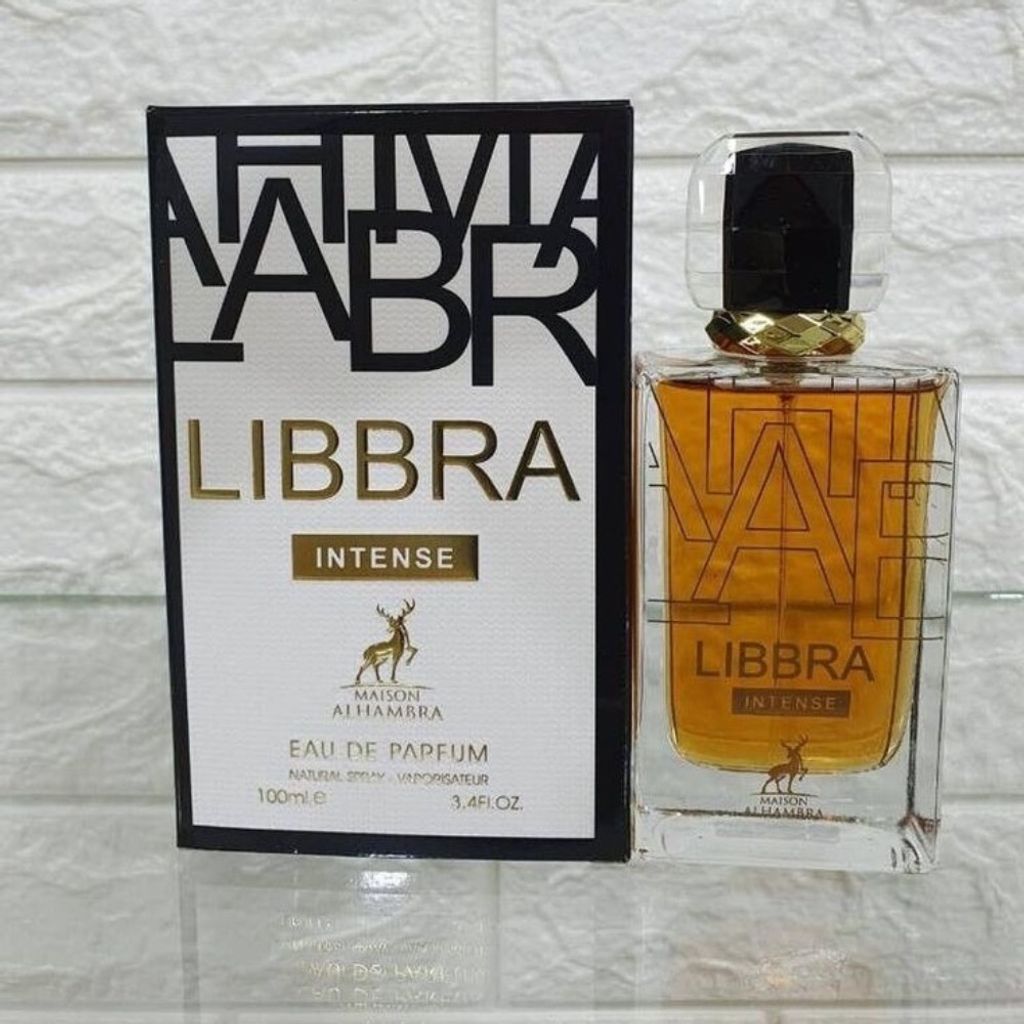 LIBBRA
INTENSE
MAISON
ALHAMBRA
EAU DE PARFUM
NATURAL SPRAY - VAPORISATEUR
100ml e 3.4Fl.OZ.
LIBBRA
INTENSE
MAISON
ALHAMBRA